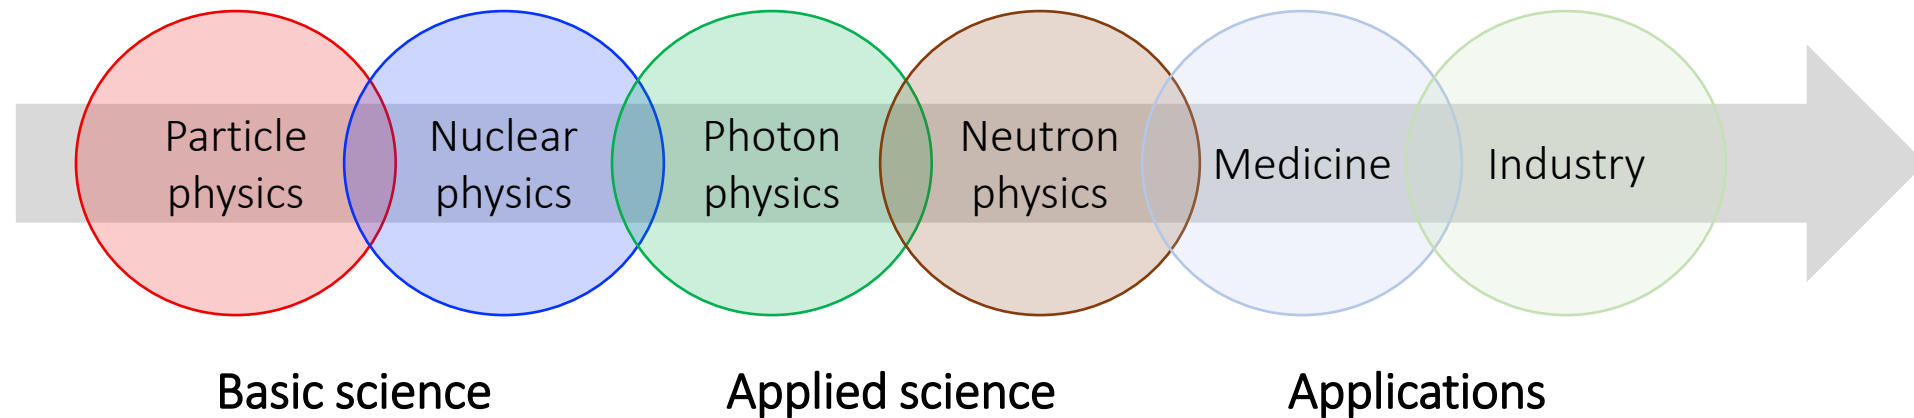 Particle
physics
Nuclear
physics
Photon
physics
Neutron
physics
Medicine
Industry
Basic science
Applied science
Applications